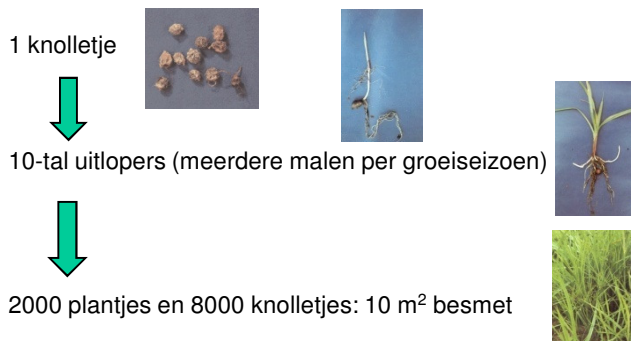 1 knolletje
10-tal uitlopers (meerdere malen per groeiseizoen)
2000 plantjes en 8000 knolletjes: 10 m² besmet